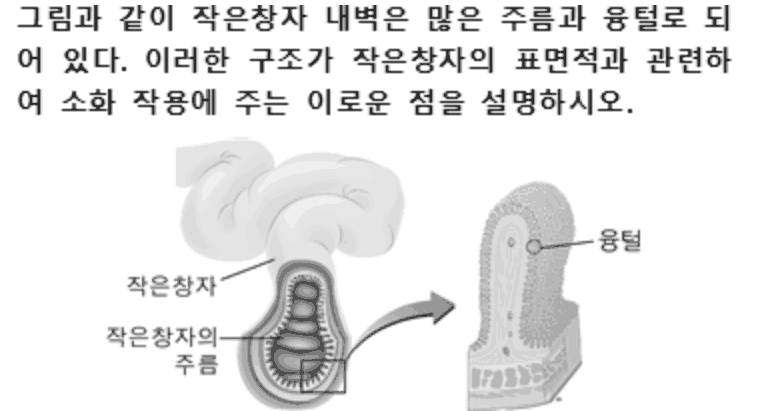 그림과 같이 작은창자 내벽은 많은 주름과 융털로 되
어 있다. 이러한 구조가 작은창자의 표면적과 관련하
여 소화 작용에 주는 이로운 점을 설명하시오.
융털
작은창자
작은창자의
주름